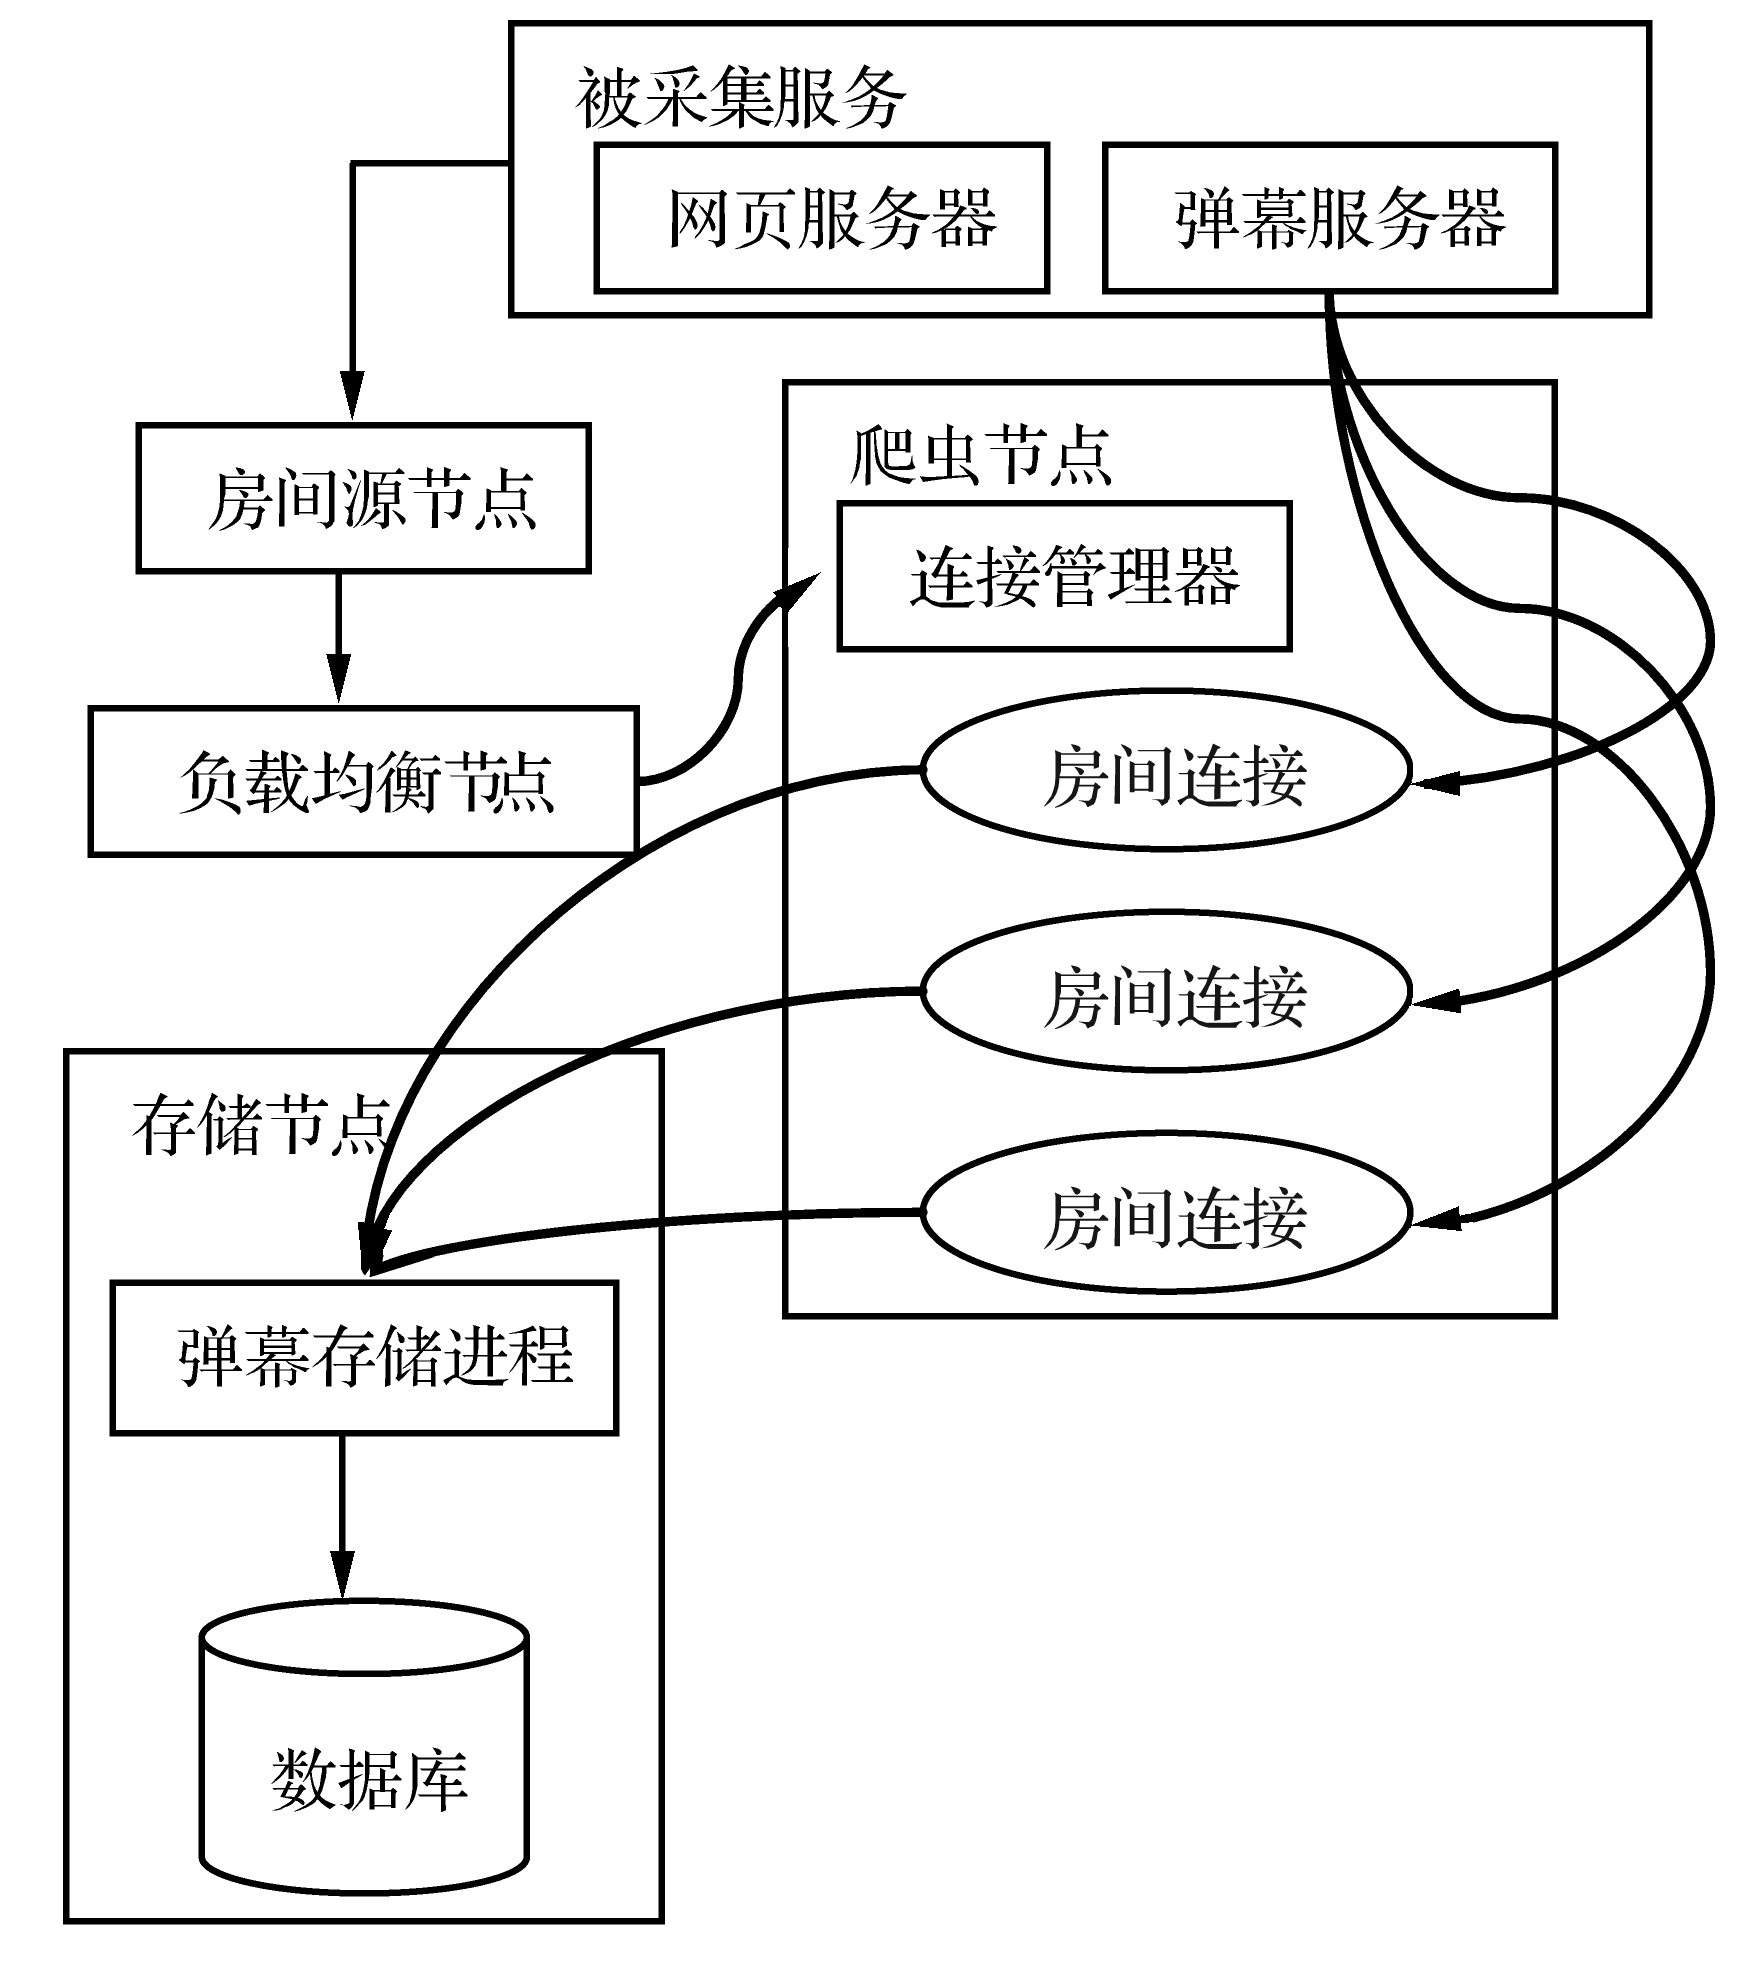 被采集服务
网页服务器
弹幕服务器
爬虫节点
房间源节点
连接管理器
负载均衡节点
房间连接
房间连接
房间连接
存储节点
弹幕存储进程
数据库